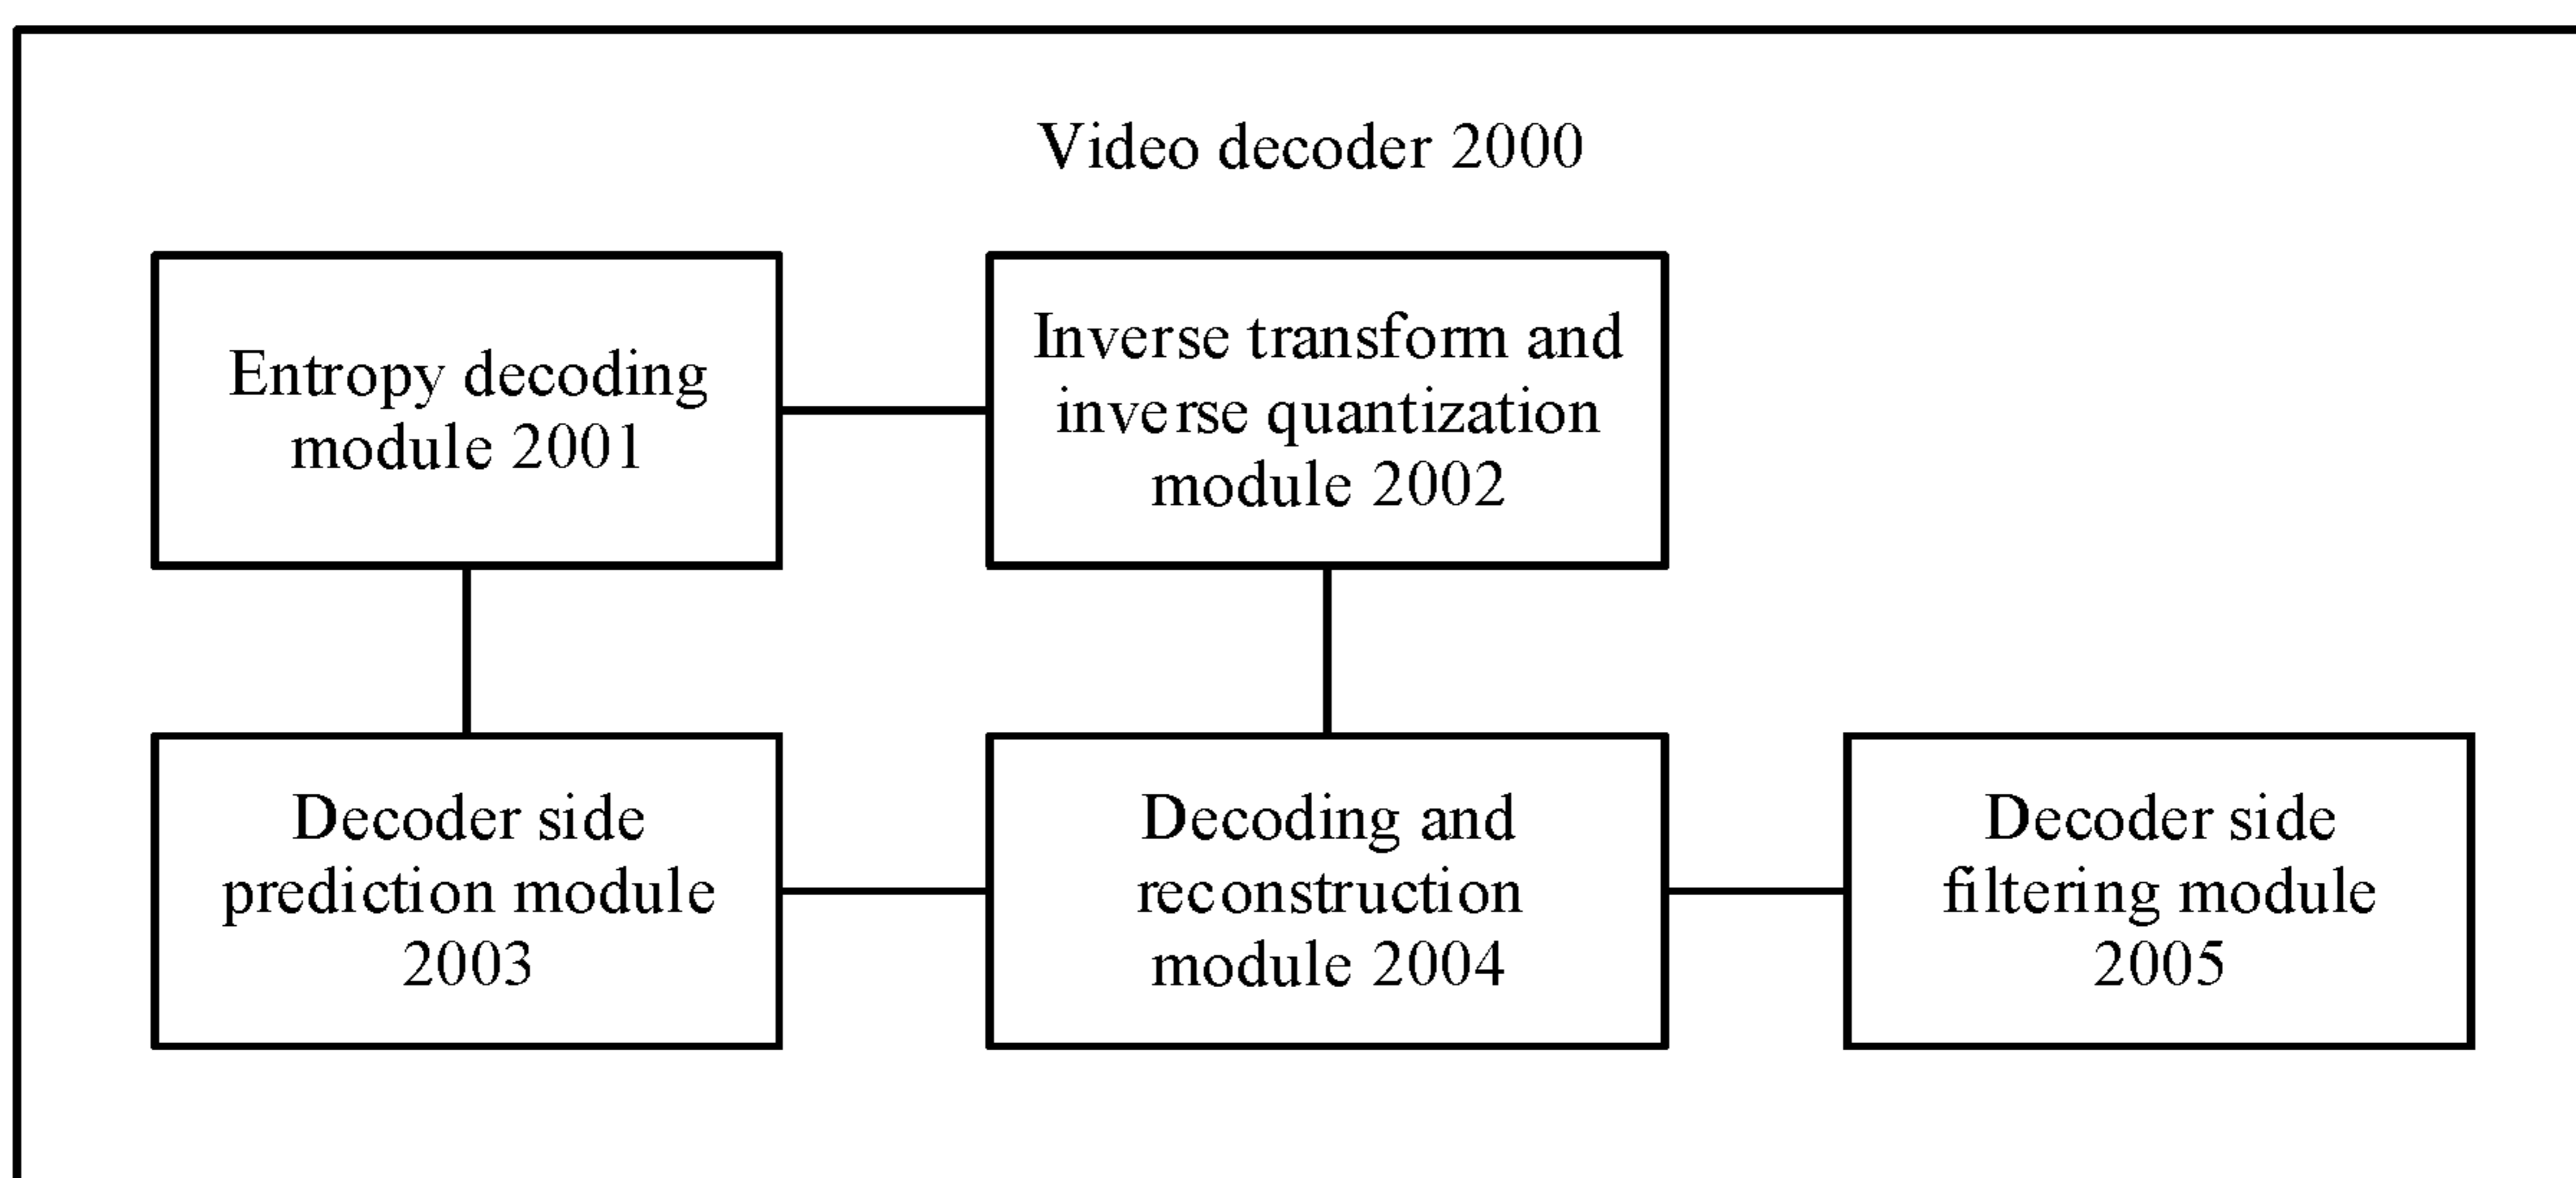 Video decoder 2000
Entropy decoding
module 2001
Inverse transform and
inverse quantization
module 2002
Decoder side
prediction module
2003
Decoding and
reconstruction
module 2004
Decoder side
filtering module
2005